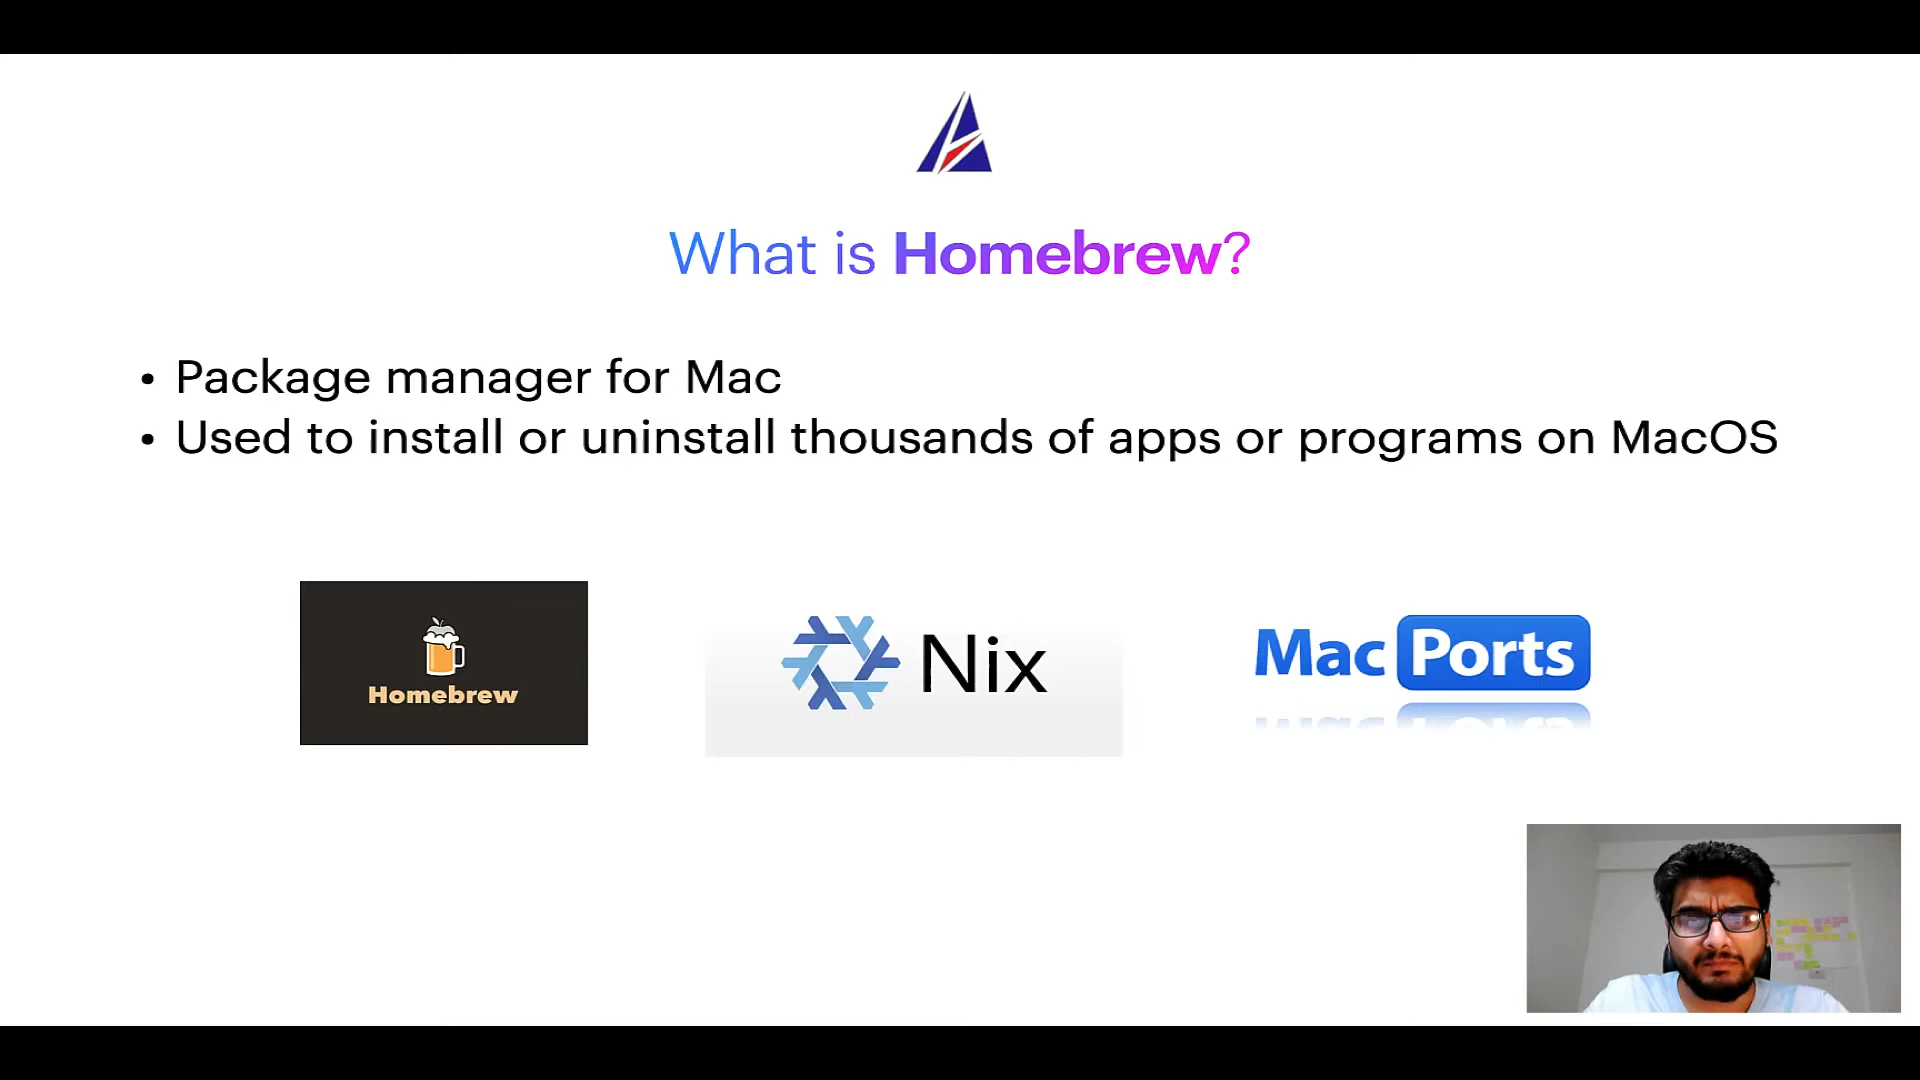 What is Homebrew?
• Package manager for Mac
• Used to install or uninstall thousands of apps or programs on MacOS
Homebrew
Nix
Mac Ports